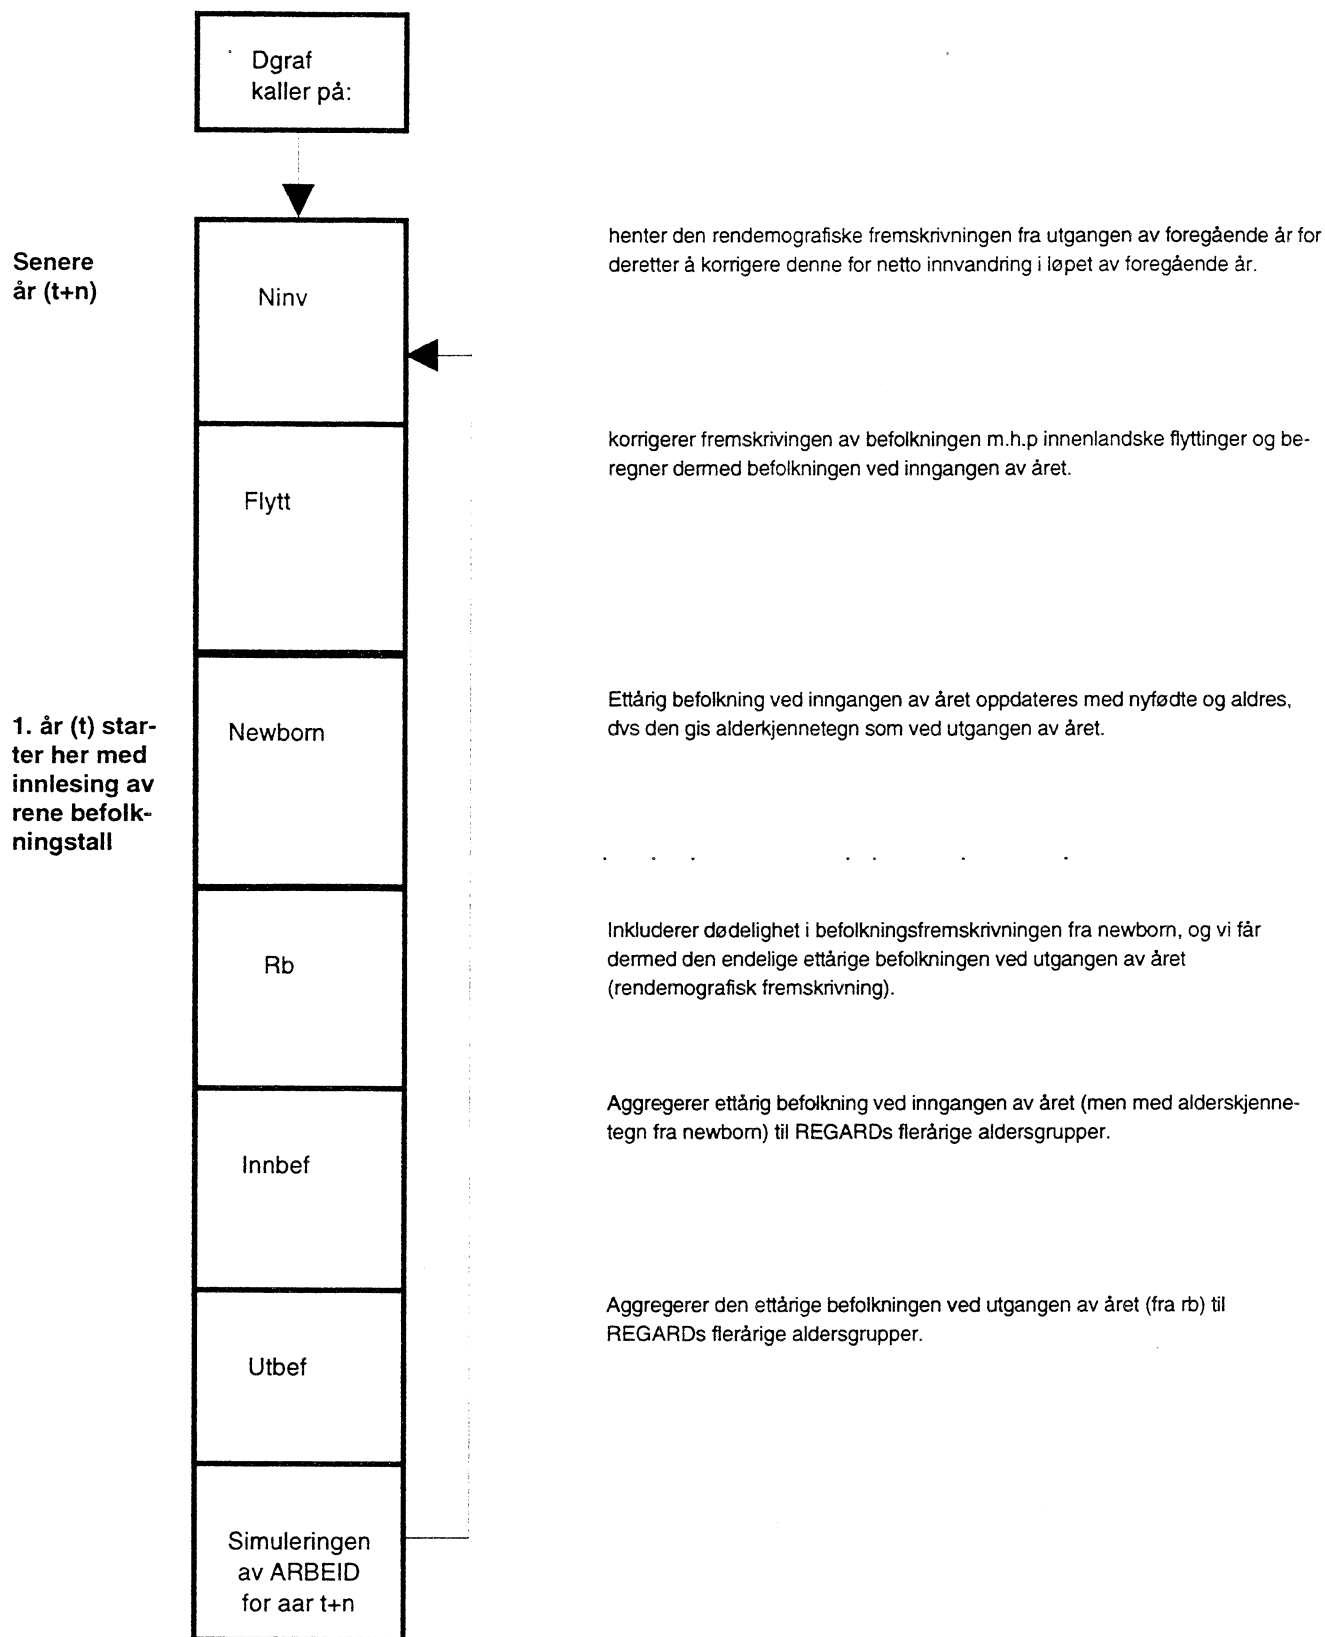 Dgraf
kaller på:
Senere
år (t+n)
Ninv
henter den rendemografiske fremskrivningen fra utgangen av foregående år for
deretter å korrigere denne for netto innvandring i løpet av foregående år.
Flytt
korrigerer fremskrivingen av befolkningen m.h.p innenlandske flyttinger og be-
regner dermed befolkningen ved inngangen av året.
1. år (t) star-
ter her med
innlesing av
rene befolk-
ningstall
Newborn
Ettårig befolkning ved inngangen av året oppdateres med nyfødte og aldres,
dvs den gis alderkjennetegn som ved utgangen av året.
Rb
Inkluderer dødelighet i befolkningsfremskrivningen fra newborn, og vi får
dermed den endelige ettårige befolkningen ved utgangen av året
(rendemografisk fremskrivning).
Innbef
Aggregerer ettårig befolkning ved inngangen av året (men med alderskjenne-
tegn fra newborn) til REGARDs flerårige aldersgrupper.
Utbef
Aggregerer den ettårige befolkningen ved utgangen av året (fra rb) til
REGARDs flerårige aldersgrupper.
Simuleringen
av ARBEID
for aar t+n